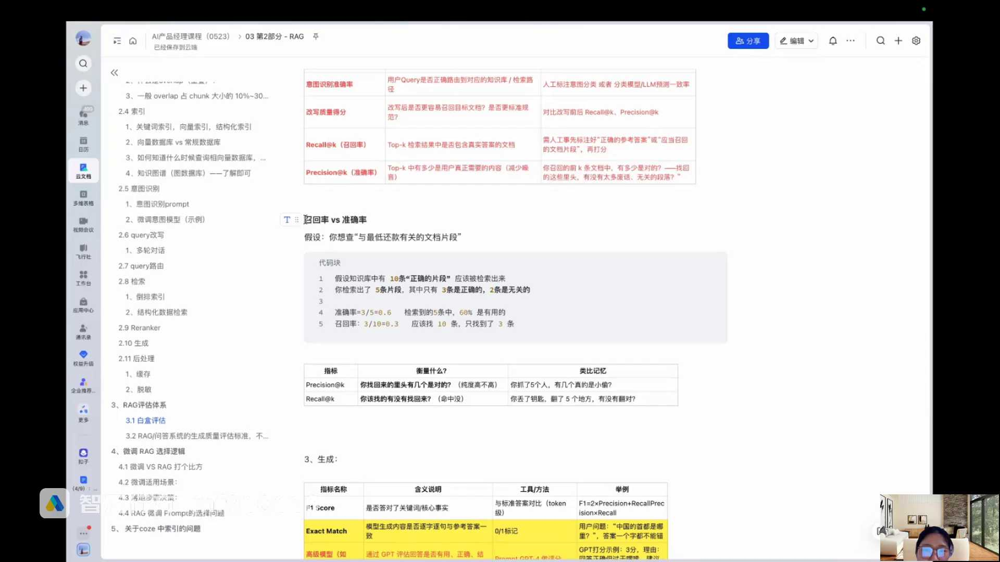 AI产品经理课程（0523） > 03 第2部分 - RAG
已经保存到云端
分享
编辑
499
消息
日历
云文档
多维表格
视频会议
飞行社
工作台
应用中心
通讯录
权益升级
企业推荐...
更多
扣子
(4/9) : ...
3、一般 overlap 占 chunk 大小的 10%~30...
2.4 索引
1、关键词索引，向量索引，结构化索引
2、向量数据库 vs 常规数据库
3、如何知道什么时候查询相向量数据库，...
4、知识图谱（图数据库）——了解即可
2.5 意图识别
1、意图识别prompt
2、微调意图模型（示例）
2.6 query改写
1、多轮对话
2.7 query路由
2.8 检索
1、倒排索引
2、结构化数据检索
2.9 Reranker
2.10 生成
2.11 后处理
1、缓存
2、脱敏
3、RAG评估体系
3.1 白盒评估
3.2 RAG/问答系统的生成质量评估标准，不...
4、微调 RAG 选择逻辑
4.1 微调 VS RAG 打个比方
4.2 微调适用场景：
4.4 RAG 微调 Prompt的选择问题
5、 关于coze 中索引的问题
意图识别准确率
用户Query是否正确路由到对应的知识库 / 检索路
径
人工标注意图分类 或者 分类模型/LLM预测一致率
改写质量得分
改写后是否更容易召回目标文档？是否更标准规
范？
对比改写前后 Recall@k、Precision@k
Recall@k（召回率）
Top-k 检索结果中是否包含真实答案的文档
需人工事先标注好“正确的参考答案”或“应当召回
的文档片段”，再打分
Precision@k（准确率）
Top-k 中有多少是用户真正需要的内容（减少噪
音）
你召回的前 k 条文档中，有多少是对的？——找回
的这些里头，有没有太多废话、无关的段落？”
召回率 vs 准确率
假设：你想查“与最低还款有关的文档片段”
代码块
1 假设知识库中有 10条“正确的片段” 应该被检索出来
2 你检索出了 5条片段，其中只有 3条是正确的，2条是无关的
3
4 准确率=3/5=0.6 检索到的5条中，60% 是有用的
5 召回率：3/10=0.3 应该找 10 条，只找到了 3 条
指标 衡量什么？ 类比记忆
Precision@k 你找回来的里头有几个是对的？（纯度高不高） 你抓了5个人，有几个真的是小偷？
Recall@k 你该找的有没有找回来？（命中没） 你丢了钥匙，翻了 5 个地方，有没有翻对？
3、生成：
指标名称 含义说明 工具/方法 举例
F1 Score
是否答对了关键词/核心事实
与标准答案对比（token
级）
F1=2×Precision+RecallPrec
ision×Recall
Exact Match
模型生成内容是否逐字逐句与参考答案一
致
0/1标记
用户问题：“中国的首都是哪
里？”，答案一个字都不能错
高级模型（如
通过 GPT 评估回答是否有用、正确、结
GPT打分示例：3分，理由：